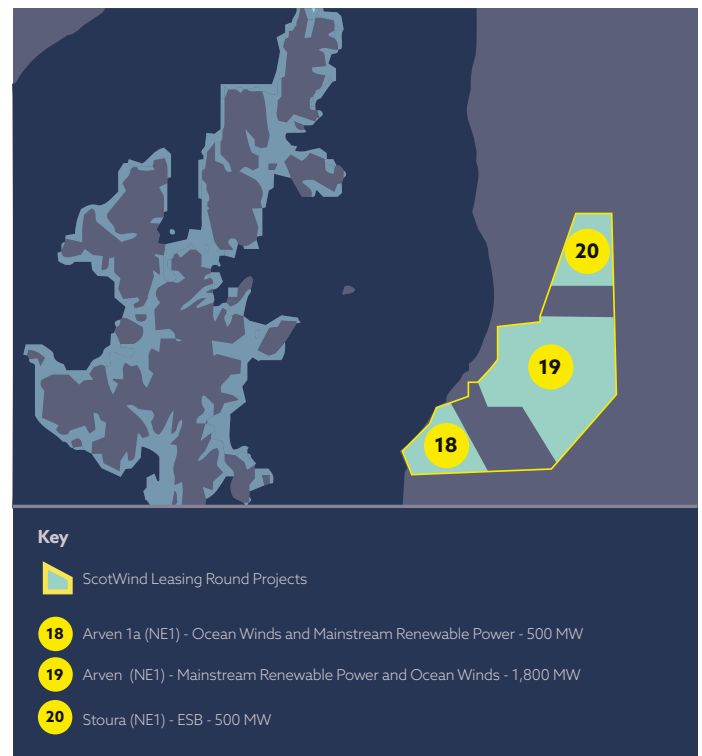 20
19
18
Key
ScotWind Leasing Round Projects
18 Arven 1a (NE1) - Ocean Winds and Mainstream Renewable Power - 500 MW
19 Arven (NE1) - Mainstream Renewable Power and Ocean Winds - 1,800 MW
20 Stoura (NE1) - ESB - 500 MW